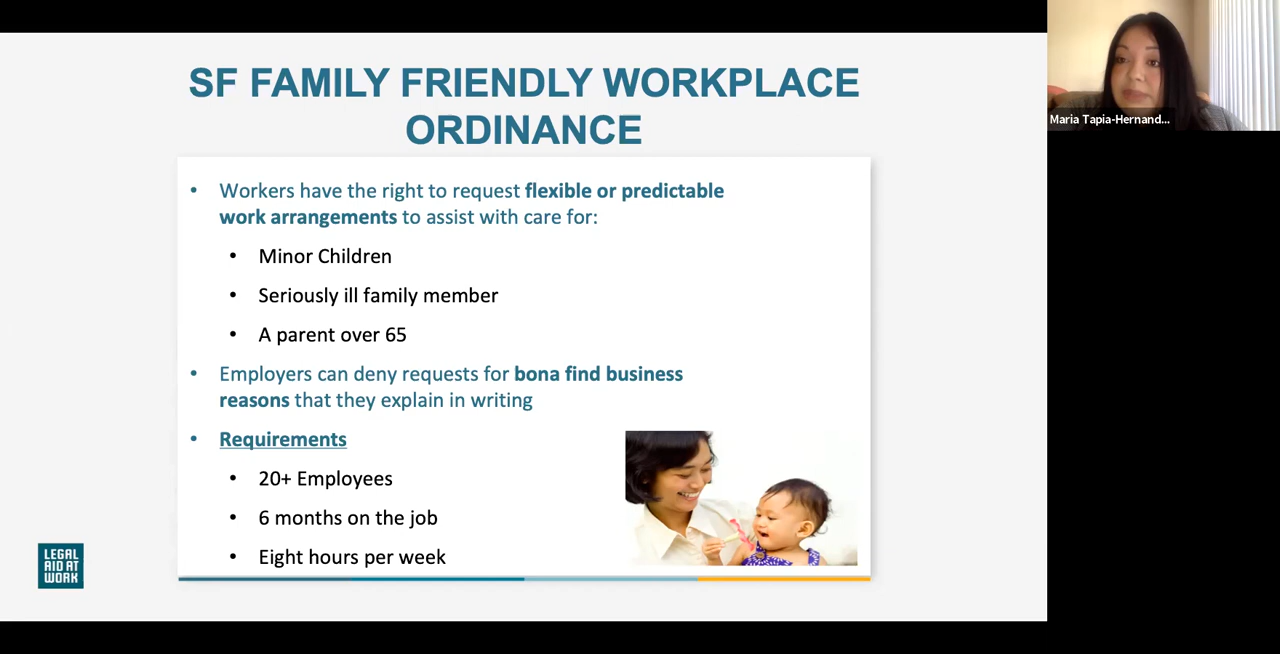 SF FAMILY FRIENDLY WORKPLACE
ORDINANCE
• Workers have the right to request flexible or predictable
work arrangements to assist with care for:
• Minor Children
• Seriously ill family member
• A parent over 65
• Employers can deny requests for bona find business
reasons that they explain in writing
• Requirements
• 20+ Employees
• 6 months on the job
• Eight hours per week
LEGAL
AID AT
WORK
Maria Tapia-Hernand...